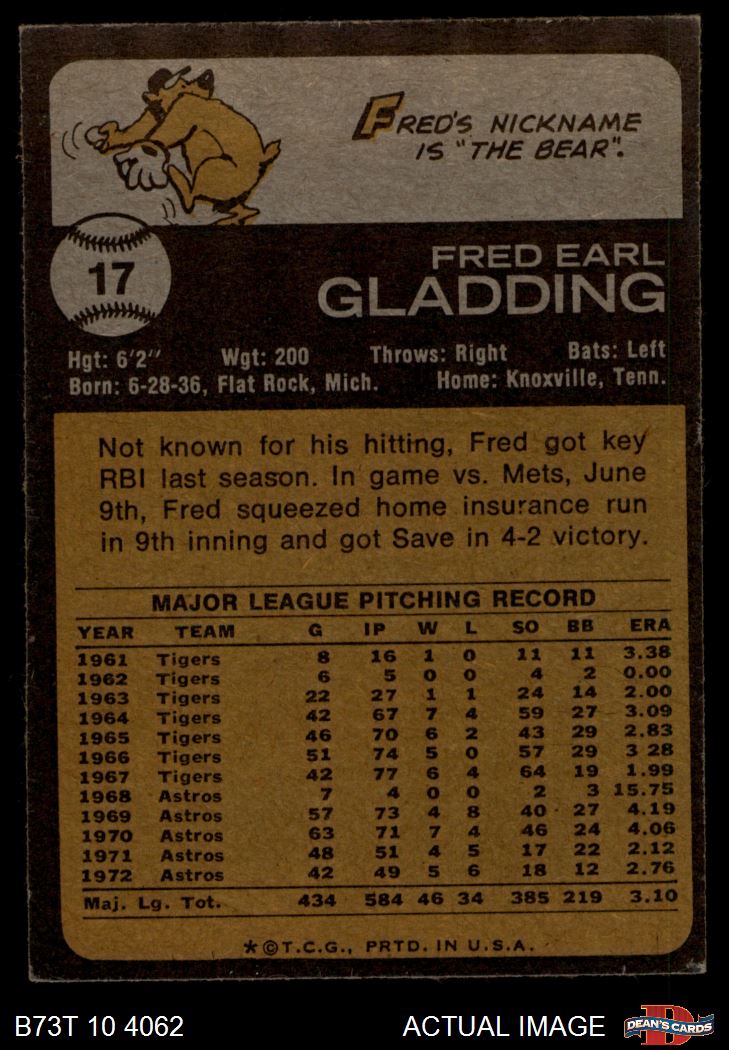 FRED'S NICKNAME
IS "THE BEAR".
17
FRED EARL
GLADDING
Hgt: 6'2" Wgt: 200 Throws: Right Bats: Left
Born: 6-28-36, Flat Rock, Mich. Home: Knoxville, Tenn.
Not known for his hitting, Fred got key
RBI last season. In game vs. Mets, June
9th, Fred squeezed home insurance run
in 9th inning and got Save in 4-2 victory.
MAJOR LEAGUE PITCHING RECORD
YEAR TEAM G IP W L SO BB ERA
1961 Tigers 8 16 1 0 11 11 3.38
1962 Tigers 6 5 0 0 4 2 0.00
1963 Tigers 22 27 1 1 24 14 2.00
1964 Tigers 42 67 7 4 59 27 3.09
1965 Tigers 46 70 6 2 43 29 2.83
1966 Tigers 51 74 5 0 57 29 3 28
1967 Tigers 42 77 6 4 64 19 1.99
1968 Astros 7 4 0 0 2 3 15.75
1969 Astros 57 73 4 8 40 27 4.19
1970 Astros 63 71 7 4 46 24 4.06
1971 Astros 48 51 4 5 17 22 2.12
1972 Astros 42 49 5 6 18 12 2.76
Maj. Lg. Tot. 434 584 46 34 385 219 3.10
*©T.C.G., PRTD. IN U.S.A.
B73T 10 4062 ACTUAL IMAGE DEAN'S CARDS